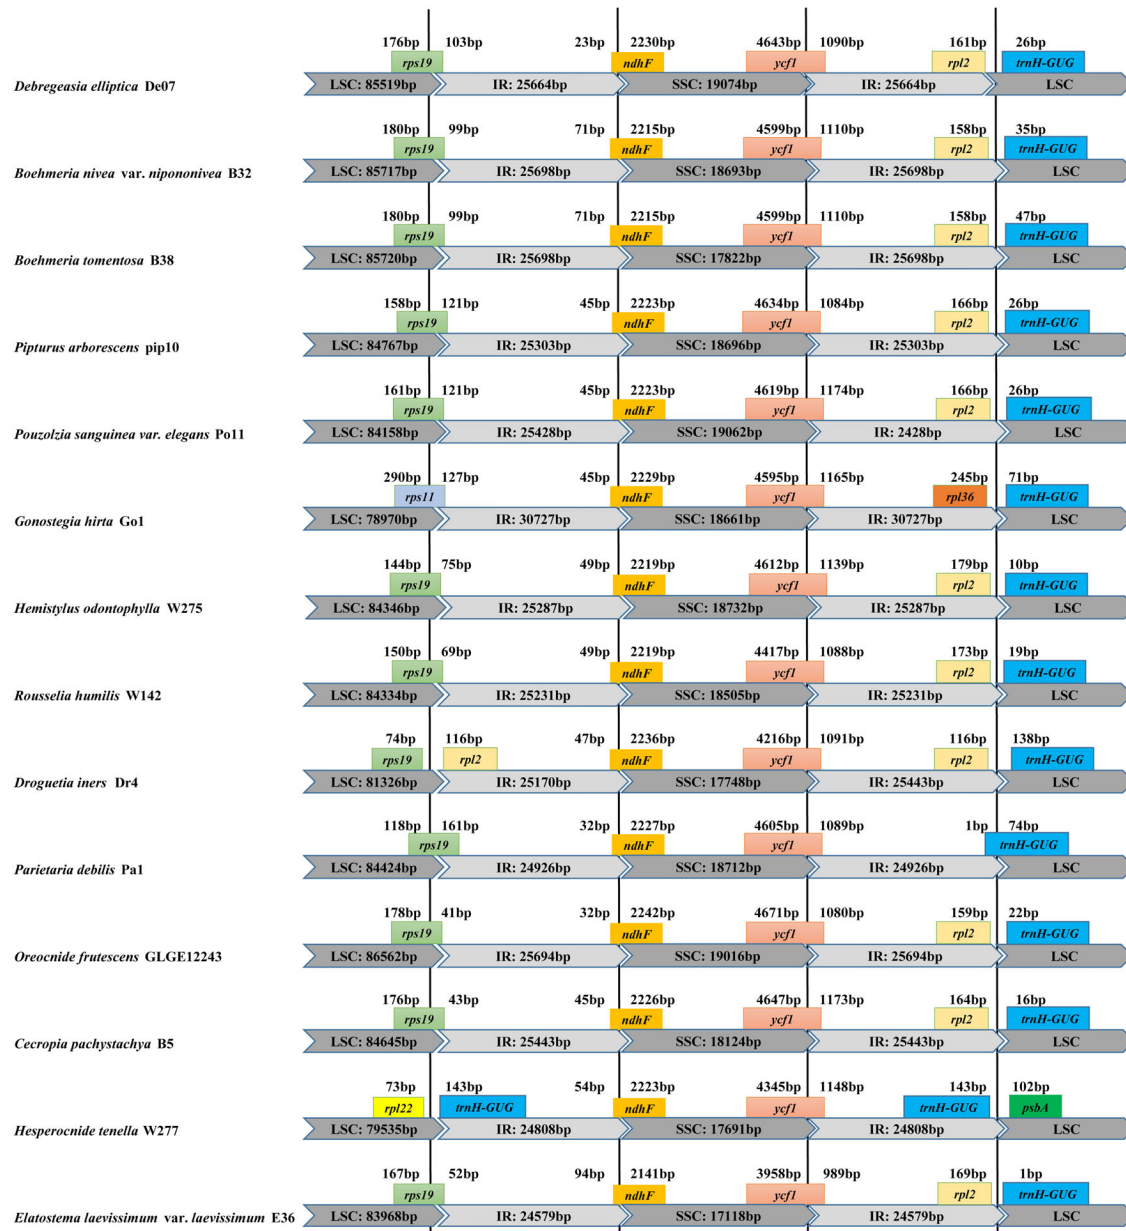 176bp 103bp 23bp 2230bp 4643bp 1090bp 161bp 26bp
rps19 ndhF ycf1 rpl2 trnH-GUG
Debregeasia elliptica De07 LSC: 85519bp IR: 25664bp SSC: 19074bp IR: 25664bp LSC
180bp 99bp 71bp 2215bp 4599bp 1110bp 158bp 35bp
rps19 ndhF ycf1 rpl2 trnH-GUG
Boehmeria nivea var. nipononivea B32 LSC: 85717bp IR: 25698bp SSC: 18693bp IR: 25698bp LSC
180bp 99bp 71bp 2215bp 4599bp 1110bp 158bp 47bp
rps19 ndhF ycf1 rpl2 trnH-GUG
Boehmeria tomentosa B38 LSC: 85720bp IR: 25698bp SSC: 17822bp IR: 25698bp LSC
158bp 121bp 45bp 2223bp 4634bp 1084bp 166bp 26bp
rps19 ndhF ycf1 rpl2 trnH-GUG
Pipturus arborescens pip10 LSC: 84767bp IR: 25303bp SSC: 18696bp IR: 25303bp LSC
161bp 121bp 45bp 2223bp 4619bp 1174bp 166bp 26bp
rps19 ndhF ycf1 rpl2 trnH-GUG
Pouzolzia sanguinea var. elegans Po11 LSC: 84158bp IR: 25428bp SSC: 19062bp IR: 2428bp LSC
290bp 127bp 45bp 2229bp 4595bp 1165bp 245bp 71bp
rps11 ndhF ycf1 rpl36 trnH-GUG
Gonostegia hirta Go1 LSC: 78970bp IR: 30727bp SSC: 18661bp IR: 30727bp LSC
144bp 75bp 49bp 2219bp 4612bp 1139bp 179bp 10bp
rps19 ndhF ycf1 rpl2 trnH-GUG
Hemistylus odontophylla W275 LSC: 84346bp IR: 25287bp SSC: 18732bp IR: 25287bp LSC
150bp 69bp 49bp 2219bp 4417bp 1088bp 173bp 19bp
rps19 ndhF ycf1 rpl2 trnH-GUG
Rousselia humilis W142 LSC: 84334bp IR: 25231bp SSC: 18505bp IR: 25231bp LSC
74bp 116bp 47bp 2236bp 4216bp 1091bp 116bp 138bp
rps19 rpl2 ndhF ycf1 rpl2 trnH-GUG
Droguetia iners Dr4 LSC: 81326bp IR: 25170bp SSC: 17748bp IR: 25443bp LSC
118bp 161bp 32bp 2227bp 4605bp 1089bp 1bp 74bp
rps19 ndhF ycf1 trnH-GUG
Parietaria debilis Pa1 LSC: 84424bp IR: 24926bp SSC: 18712bp IR: 24926bp LSC
178bp 41bp 32bp 2242bp 4671bp 1080bp 159bp 22bp
rps19 ndhF ycf1 rpl2 trnH-GUG
Oreocnide frutescens GLGE12243 LSC: 86562bp IR: 25694bp SSC: 19016bp IR: 25694bp LSC
176bp 43bp 45bp 2226bp 4647bp 1173bp 164bp 16bp
rps19 ndhF ycf1 rpl2 trnH-GUG
Cecropia pachystachya B5 LSC: 84645bp IR: 25443bp SSC: 18124bp IR: 25443bp LSC
73bp 143bp 54bp 2223bp 4345bp 1148bp 143bp 102bp
rpl22 trnH-GUG ndhF ycf1 trnH-GUG psbA
Hesperocnide tenella W277 LSC: 79535bp IR: 24808bp SSC: 17691bp IR: 24808bp LSC
167bp 52bp 94bp 2141bp 3958bp 989bp 169bp 1bp
rps19 ndhF ycf1 rpl2 trnH-GUG
Elatostema laevissimum var. laevissimum E36 LSC: 83968bp IR: 24579bp SSC: 17118bp IR: 24579bp LSC